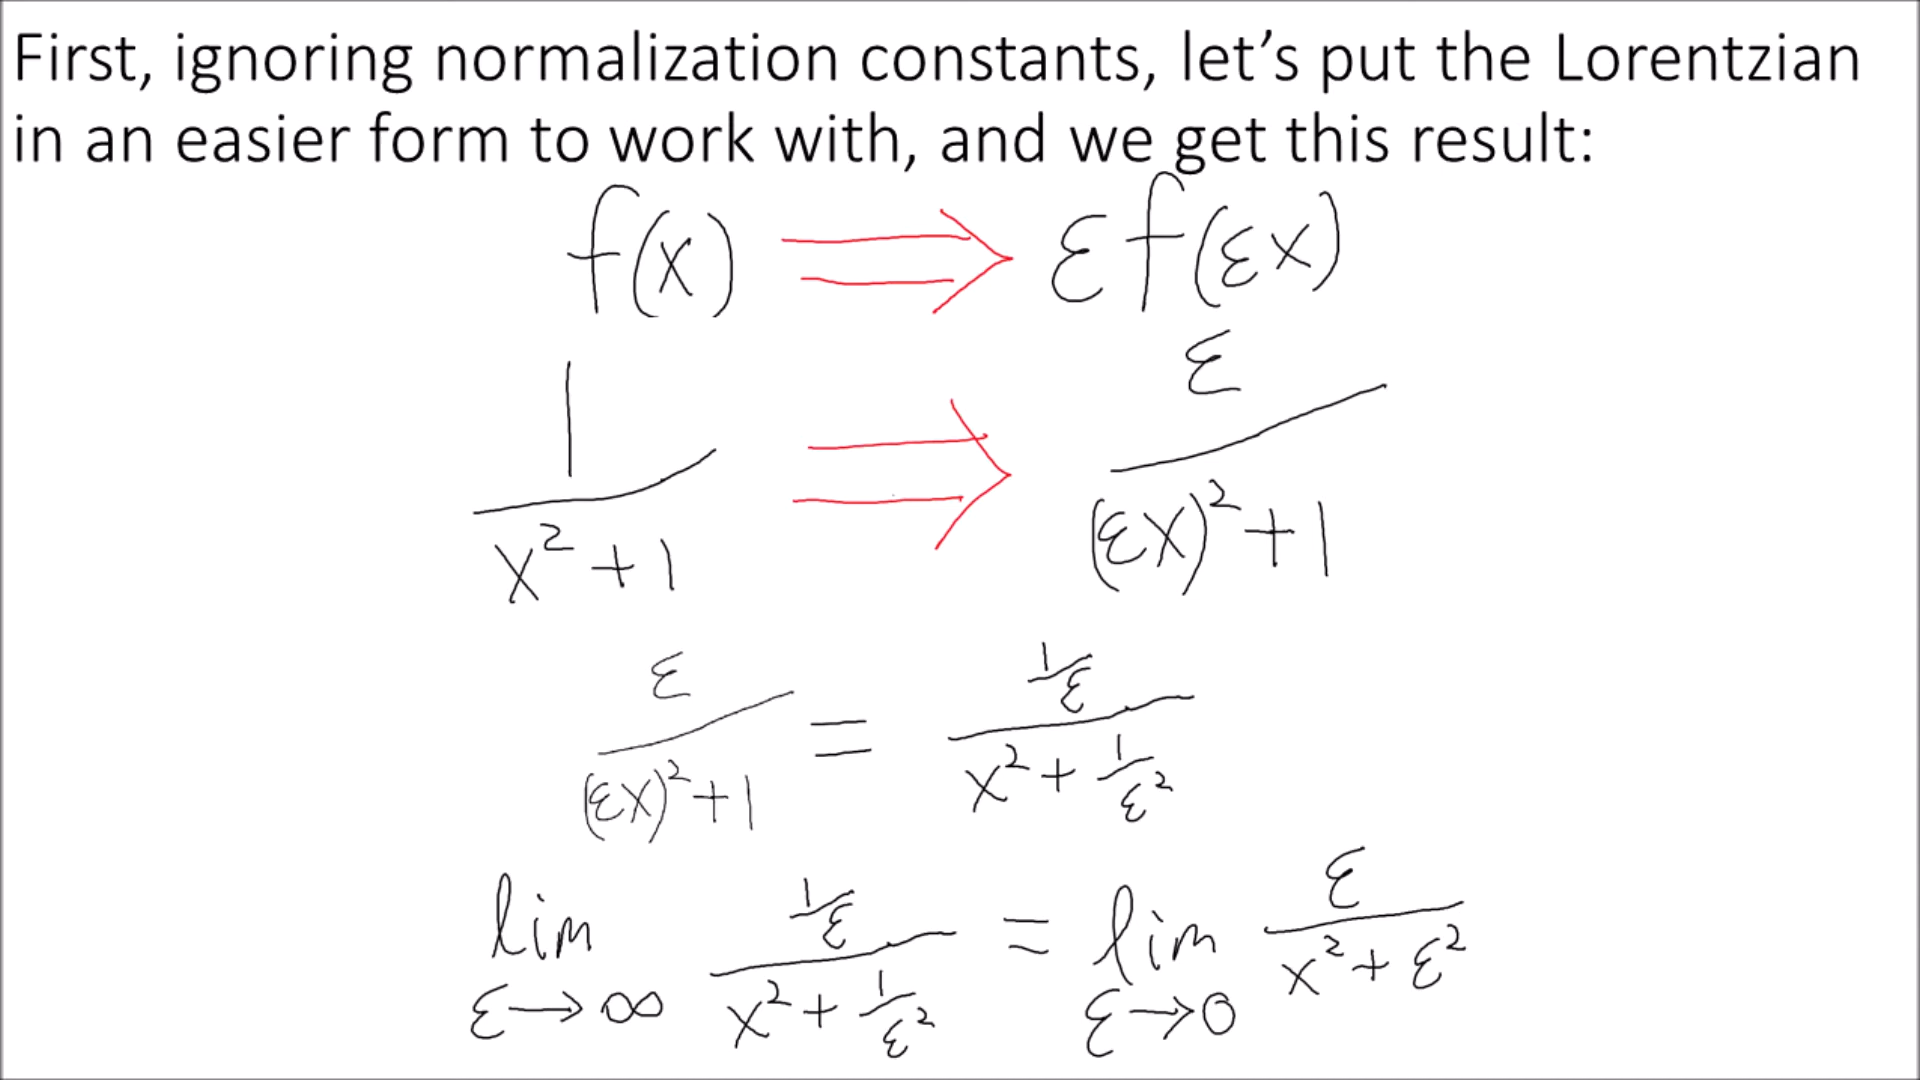 First, ignoring normalization constants, let's put the Lorentzian
in an easier form to work with, and we get this result:
f(x) ⇒ εf(εx)
1/(x²+1) ⇒ ε/((εx)²+1)
ε/((εx)²+1) = (1/ε)/(x²+1/ε²)
lim ε→∞ (1/ε)/(x²+1/ε²) = lim ε→0 ε/(x²+ε²)